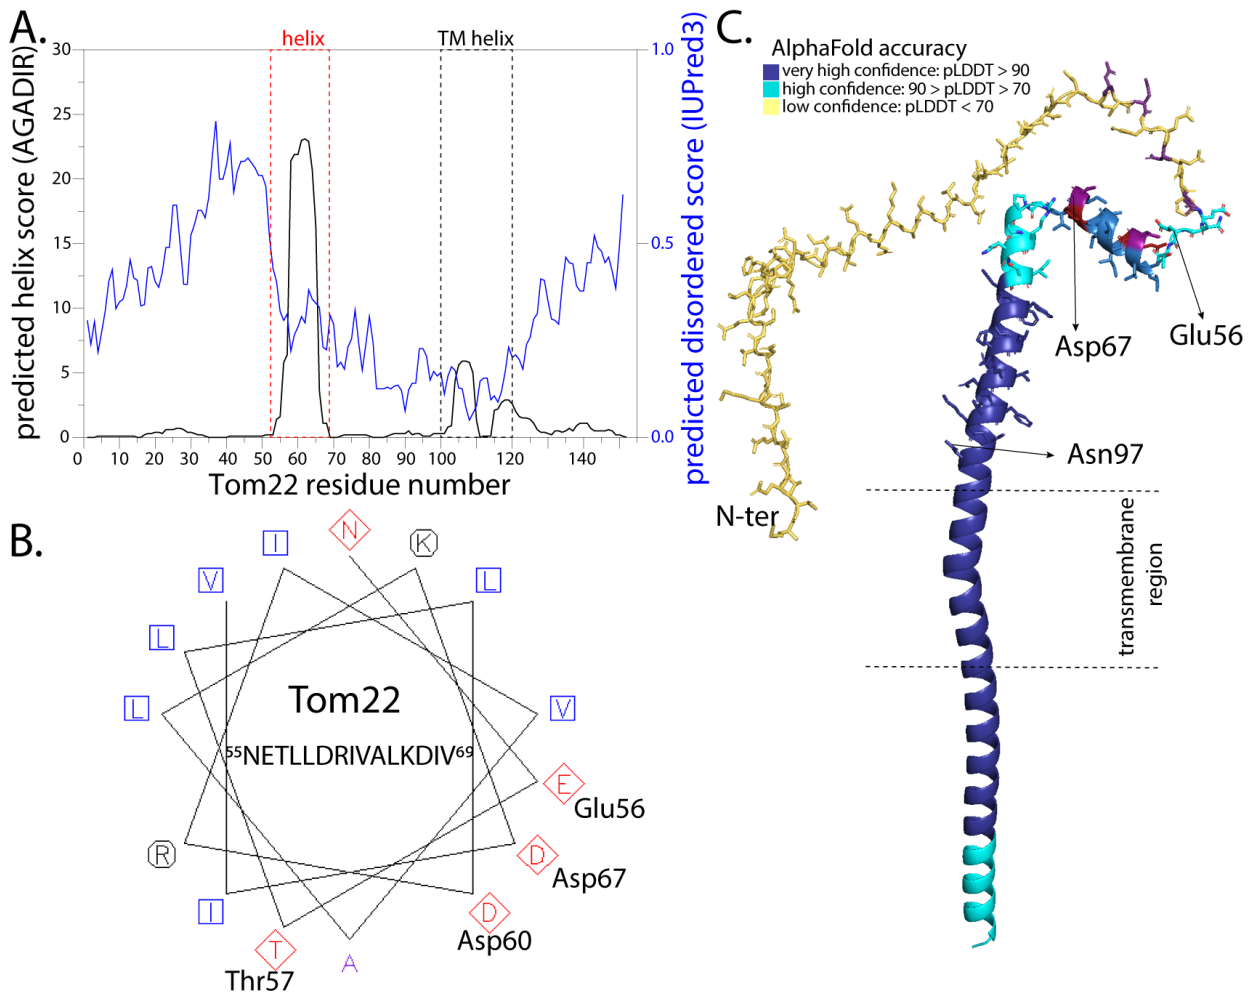 A.
helix
TM helix
predicted helix score (AGADIR)
30
25
20
15
10
5
0
1.0
0.5
0.0
predicted disordered score (IUPred3)
0 10 20 30 40 50 60 70 80 90 100 120 140
Tom22 residue number
B.
N
I
K
V
L
L
L
V
Tom22
⁵⁵NETLLDRIVALKDIV⁶⁹
E
Glu56
R
D
Asp67
I
D
Asp60
T
A
Thr57
C.
AlphaFold accuracy
very high confidence: pLDDT > 90
high confidence: 90 > pLDDT > 70
low confidence: pLDDT < 70
Asp67
Glu56
Asn97
N-ter
transmembrane
region